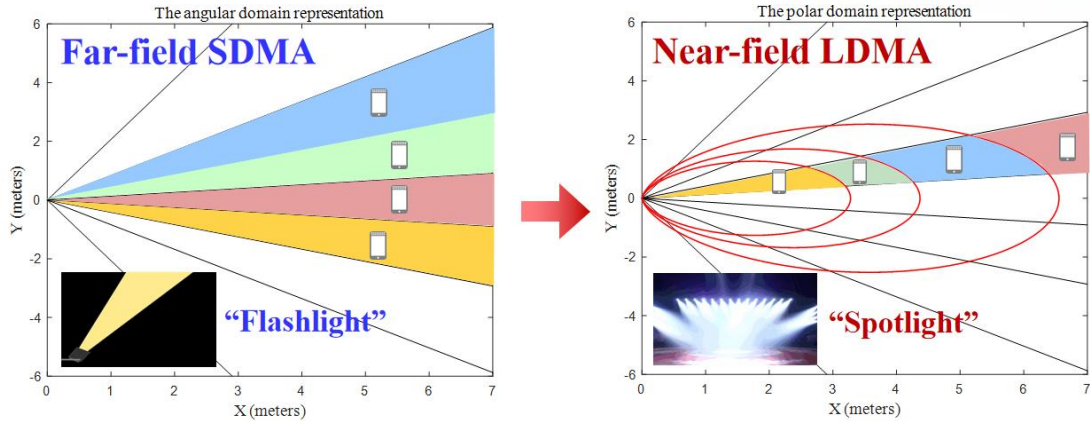 The angular domain representation
Far-field SDMA
Y (meters)
6
4
2
0
-2
-4
-6
0 1 2 3 4 5 6 7
X (meters)
“Flashlight”
The polar domain representation
Near-field LDMA
Y (meters)
6
4
2
0
-2
-4
-6
0 1 2 3 4 5 6 7
X (meters)
“Spotlight”